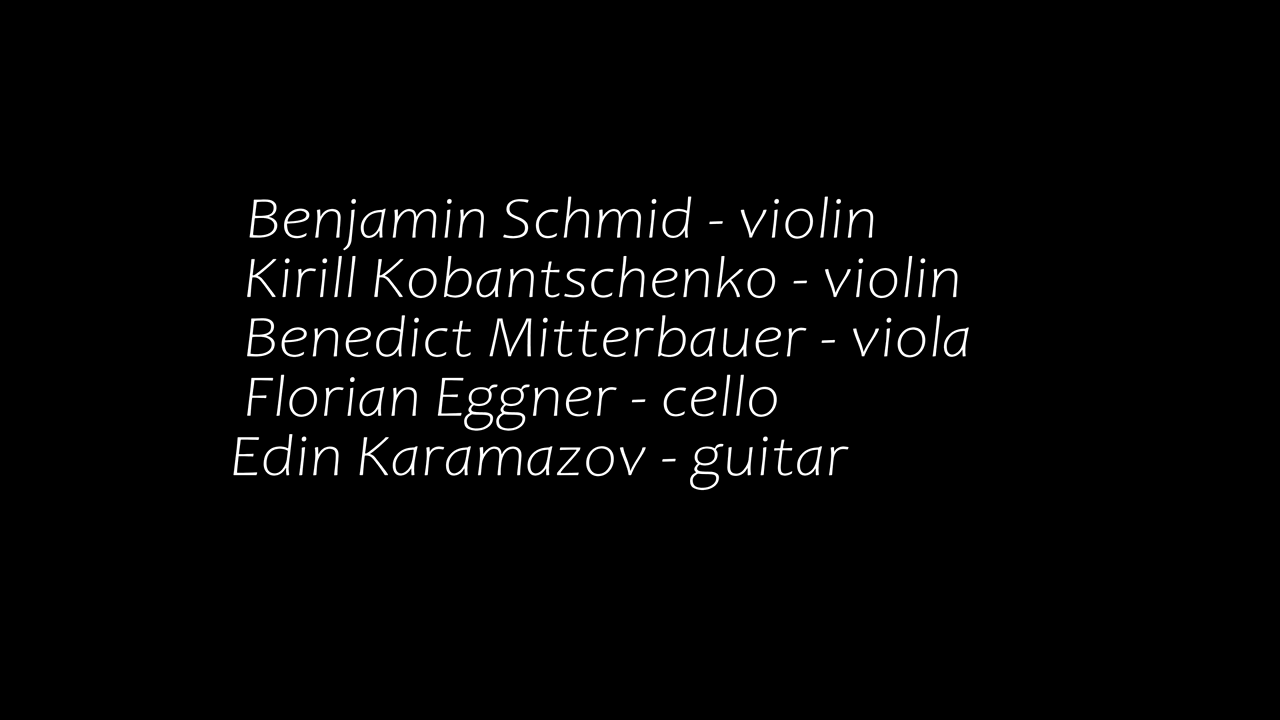 Benjamin Schmid - violin
Kirill Kobantschenko - violin
Benedict Mitterbauer - viola
Florian Eggner - cello
Edin Karamazov - guitar